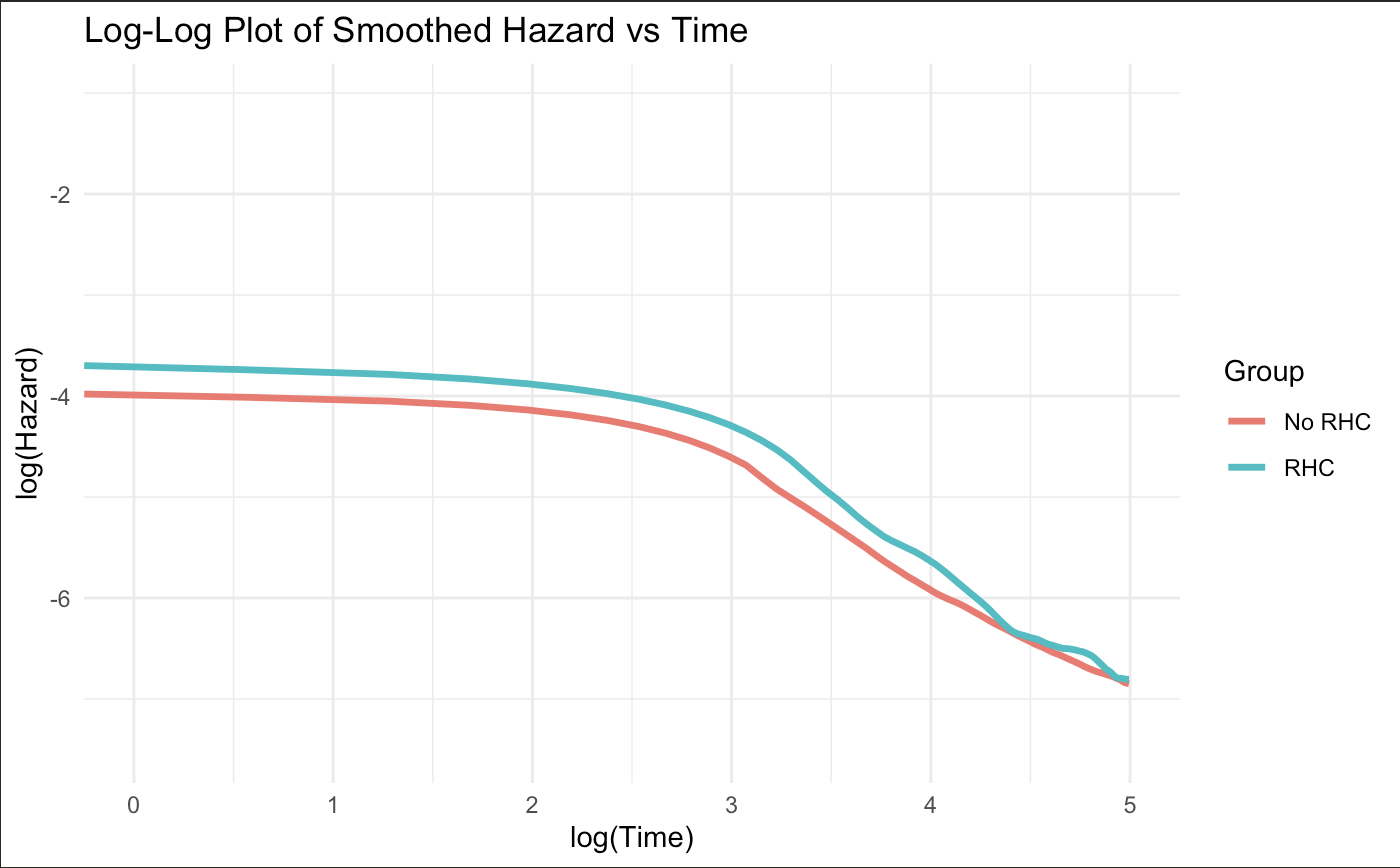 Log-Log Plot of Smoothed Hazard vs Time
-2
-4
-6
log(Hazard)
0 1 2 3 4 5
log(Time)
Group
No RHC
RHC